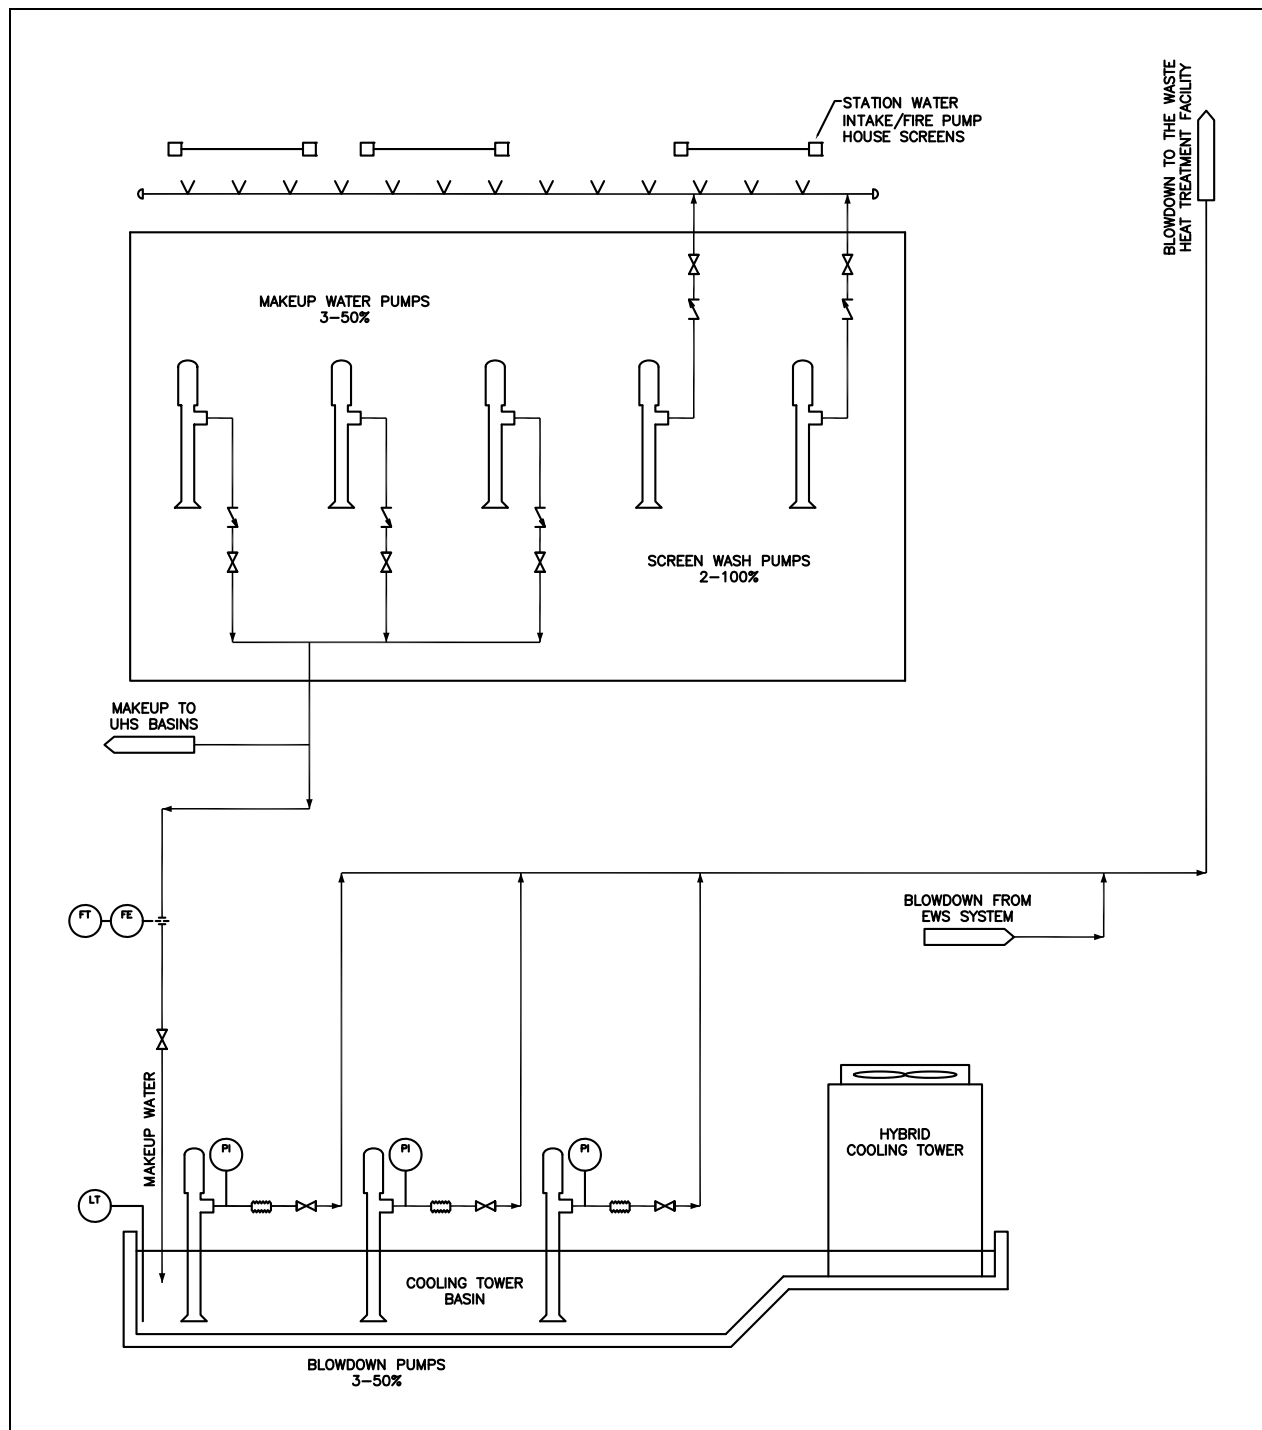 STATION WATER
INTAKE/FIRE PUMP
HOUSE SCREENS
BLOWDOWN TO THE WASTE
HEAT TREATMENT FACILITY
MAKEUP WATER PUMPS
3-50%
SCREEN WASH PUMPS
2-100%
MAKEUP TO
UHS BASINS
BLOWDOWN FROM
EWS SYSTEM
FT
FE
MAKEUP WATER
PI
PI
PI
HYBRID
COOLING TOWER
LT
COOLING TOWER
BASIN
BLOWDOWN PUMPS
3-50%